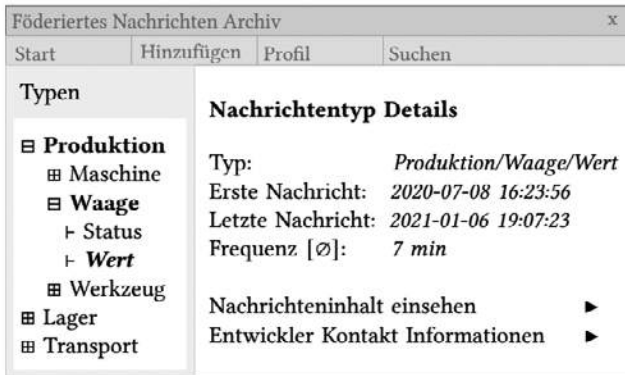 Föderiertes Nachrichten Archiv x
Start Hinzufügen Profil Suchen
Typen
⊟ Produktion
⊞ Maschine
⊟ Waage
⊦ Status
⊦ Wert
⊞ Werkzeug
⊞ Lager
⊞ Transport
Nachrichtentyp Details
Typ: Produktion/Waage/Wert
Erste Nachricht: 2020-07-08 16:23:56
Letzte Nachricht: 2021-01-06 19:07:23
Frequenz [∅]: 7 min
Nachrichteninhalt einsehen ►
Entwickler Kontakt Informationen ►